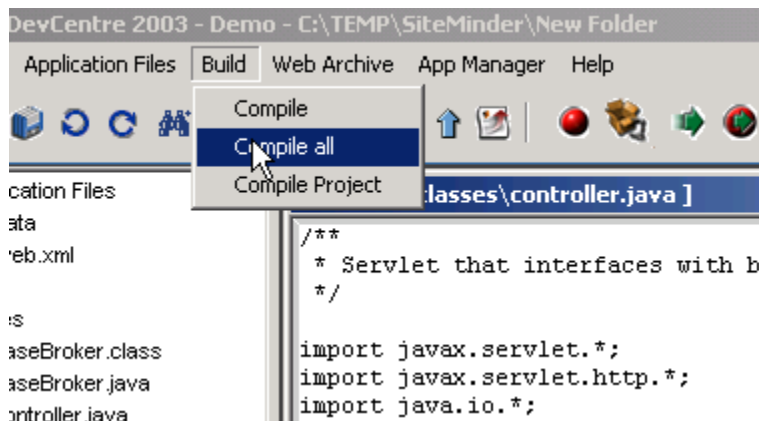 DevCentre 2003 - Demo - C:\TEMP\SiteMinder\New Folder
Application Files Build Web Archive App Manager Help
Compile
Compile all
Compile Project
cation Files
ata
eb.xml
es
aseBroker.class
aseBroker.java
ontroller.java
lasses\controller.java ]
/**
* Servlet that interfaces with b
*/
import javax.servlet.*;
import javax.servlet.http.*;
import java.io.*;